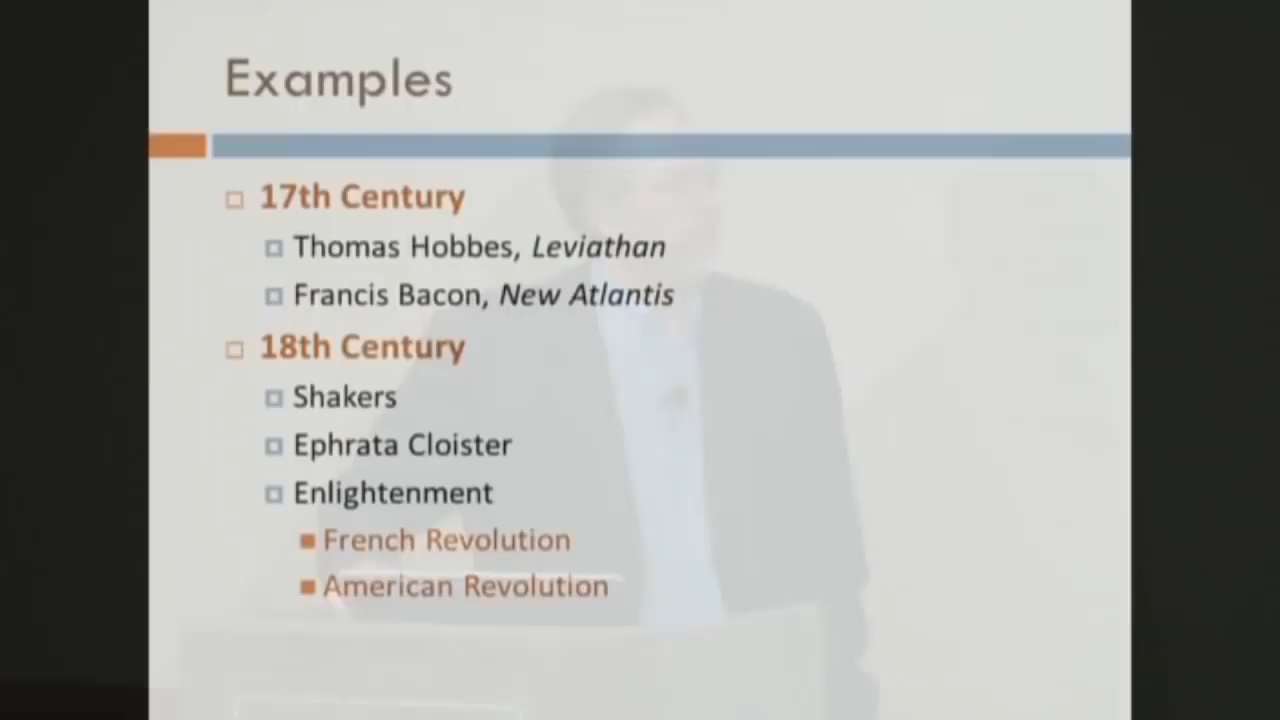 Examples
17th Century
Thomas Hobbes, Leviathan
Francis Bacon, New Atlantis
18th Century
Shakers
Ephrata Cloister
Enlightenment
French Revolution
American Revolution